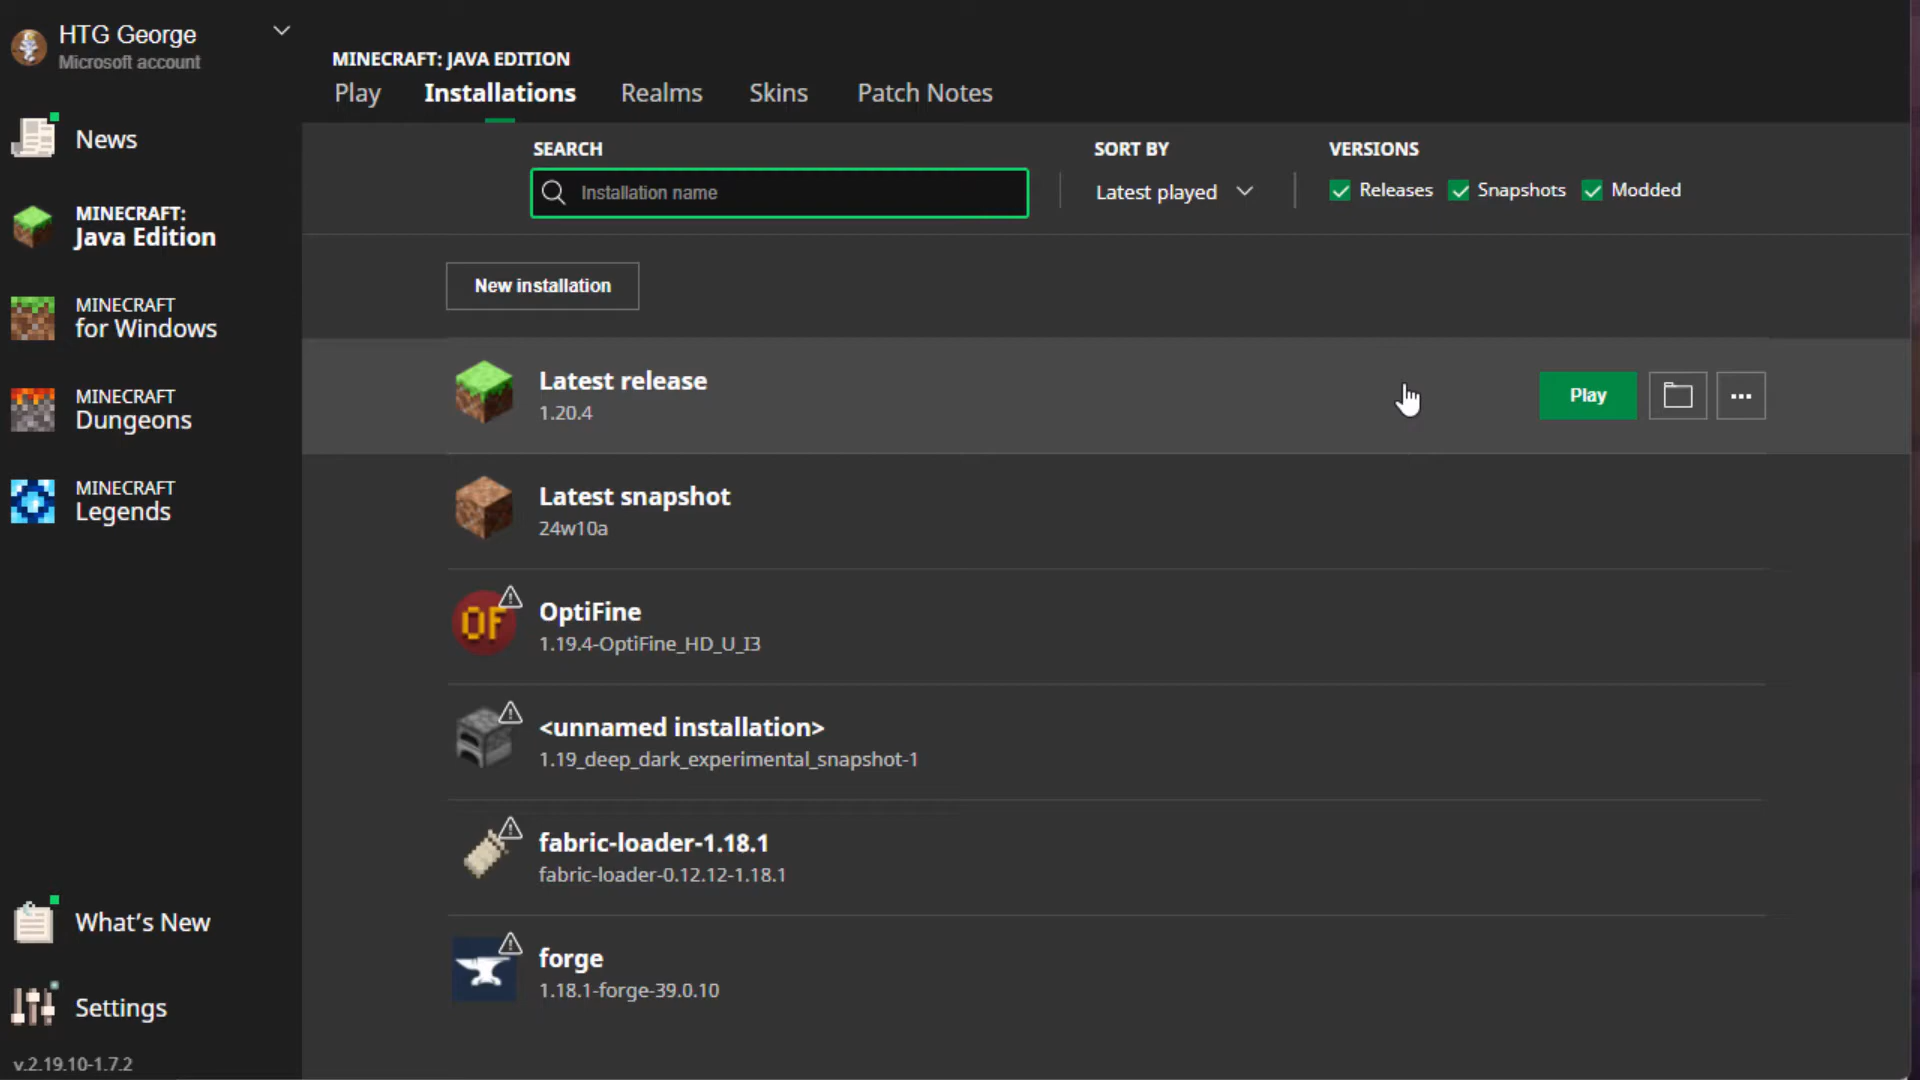 HTG George
Microsoft account
News
MINECRAFT:
Java Edition
MINECRAFT
for Windows
MINECRAFT
Dungeons
MINECRAFT
Legends
What's New
Settings
v.2.19.10-1.7.2
MINECRAFT: JAVA EDITION
Play Installations Realms Skins Patch Notes
SEARCH SORT BY VERSIONS
Installation name Latest played Releases Snapshots Modded
New installation
Latest release
1.20.4
Play
Latest snapshot
24w10a
OF
OptiFine
1.19.4-OptiFine_HD_U_I3
<unnamed installation>
1.19_deep_dark_experimental_snapshot-1
fabric-loader-1.18.1
fabric-loader-0.12.12-1.18.1
forge
1.18.1-forge-39.0.10